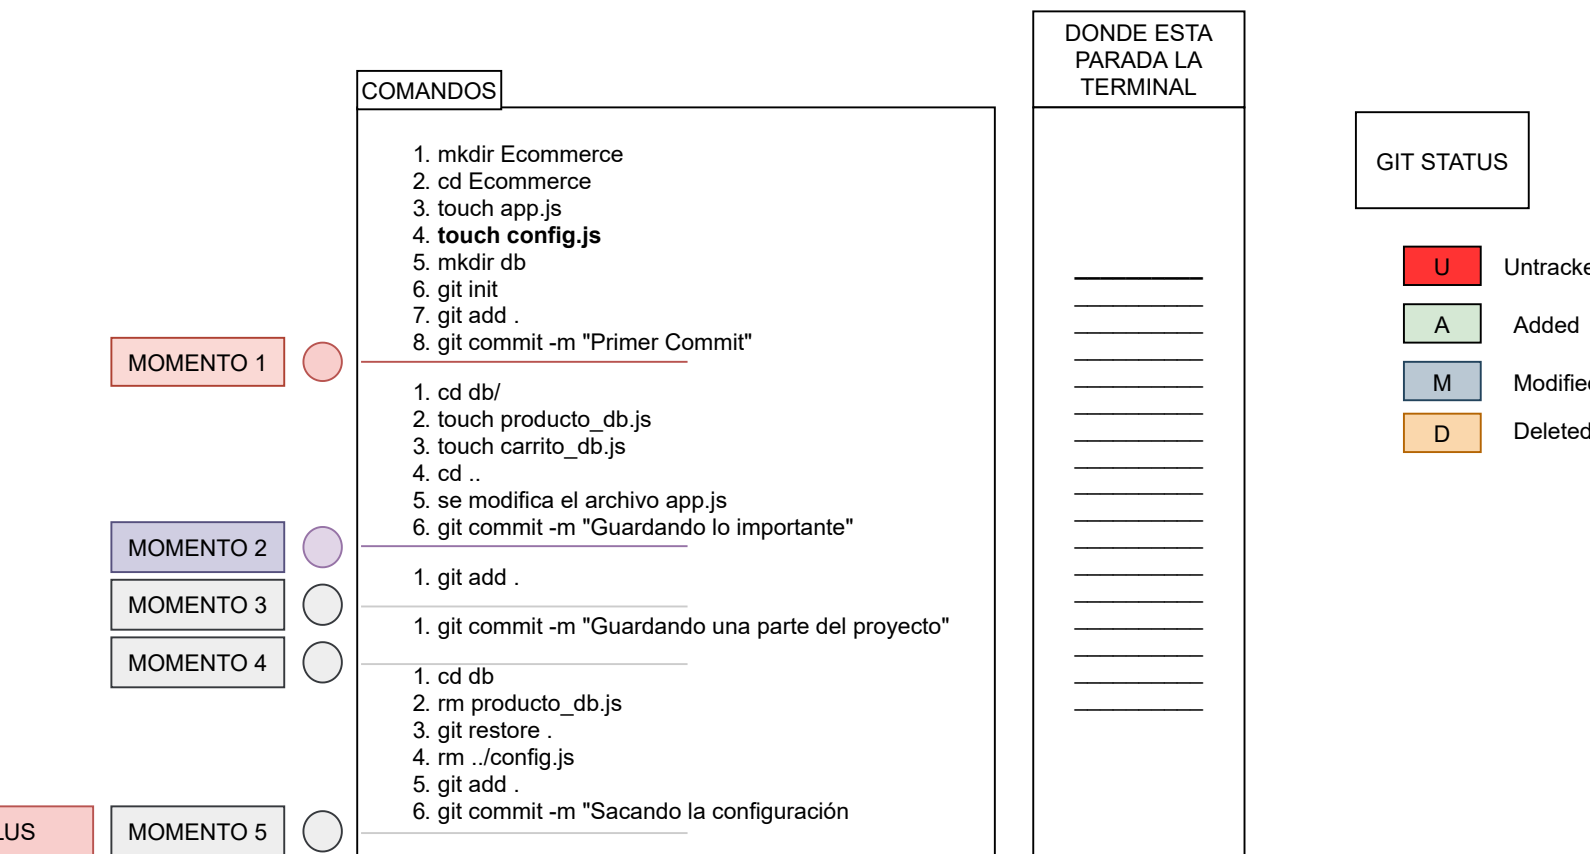 DONDE ESTA
PARADA LA
TERMINAL
COMANDOS
1. mkdir Ecommerce
2. cd Ecommerce
3. touch app.js
4. touch config.js
5. mkdir db
6. git init
7. git add .
8. git commit -m "Primer Commit"
MOMENTO 1
1. cd db/
2. touch producto_db.js
3. touch carrito_db.js
4. cd ..
5. se modifica el archivo app.js
6. git commit -m "Guardando lo importante"
MOMENTO 2
1. git add .
MOMENTO 3
1. git commit -m "Guardando una parte del proyecto"
MOMENTO 4
1. cd db
2. rm producto_db.js
3. git restore .
4. rm ../config.js
5. git add .
6. git commit -m "Sacando la configuración
LUS
MOMENTO 5
GIT STATUS
U Untracke
A Added
M Modified
D Deleted